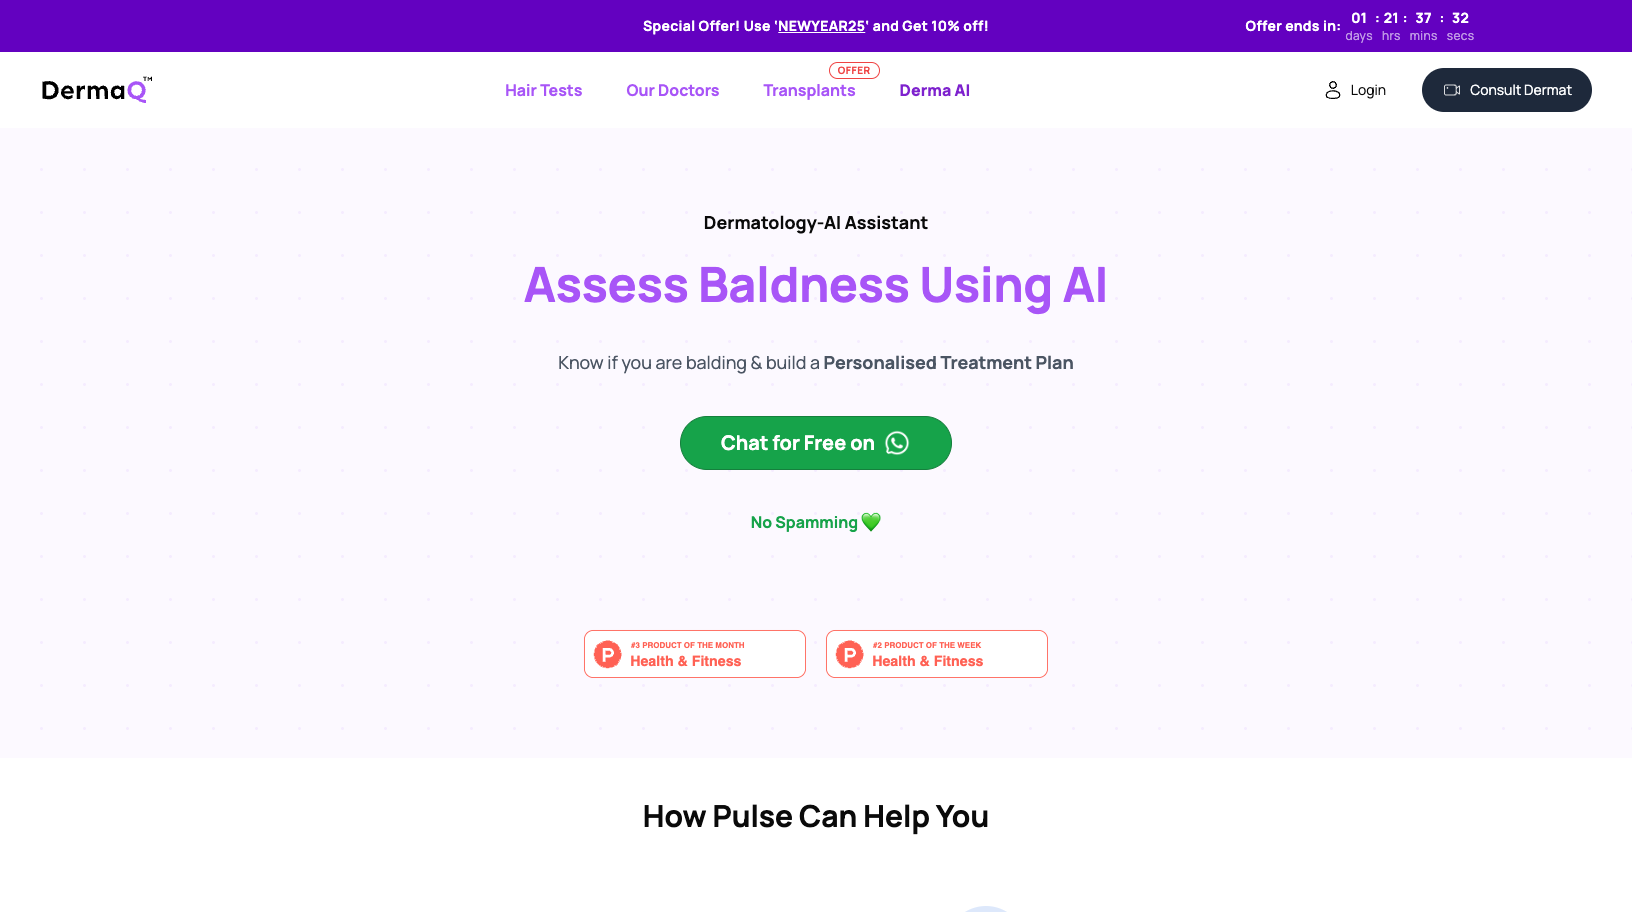 Special Offer! Use 'NEWYEAR25' and Get 10% off!
Offer ends in: 01 : 21 : 37 : 32
days hrs mins secs
DermaQ™
Hair Tests
Our Doctors
Transplants
OFFER
Derma AI
Login
Consult Dermat
Dermatology-AI Assistant
Assess Baldness Using AI
Know if you are balding & build a Personalised Treatment Plan
Chat for Free on
No Spamming 💚
P #3 PRODUCT OF THE MONTH
Health & Fitness
P #2 PRODUCT OF THE WEEK
Health & Fitness
How Pulse Can Help You